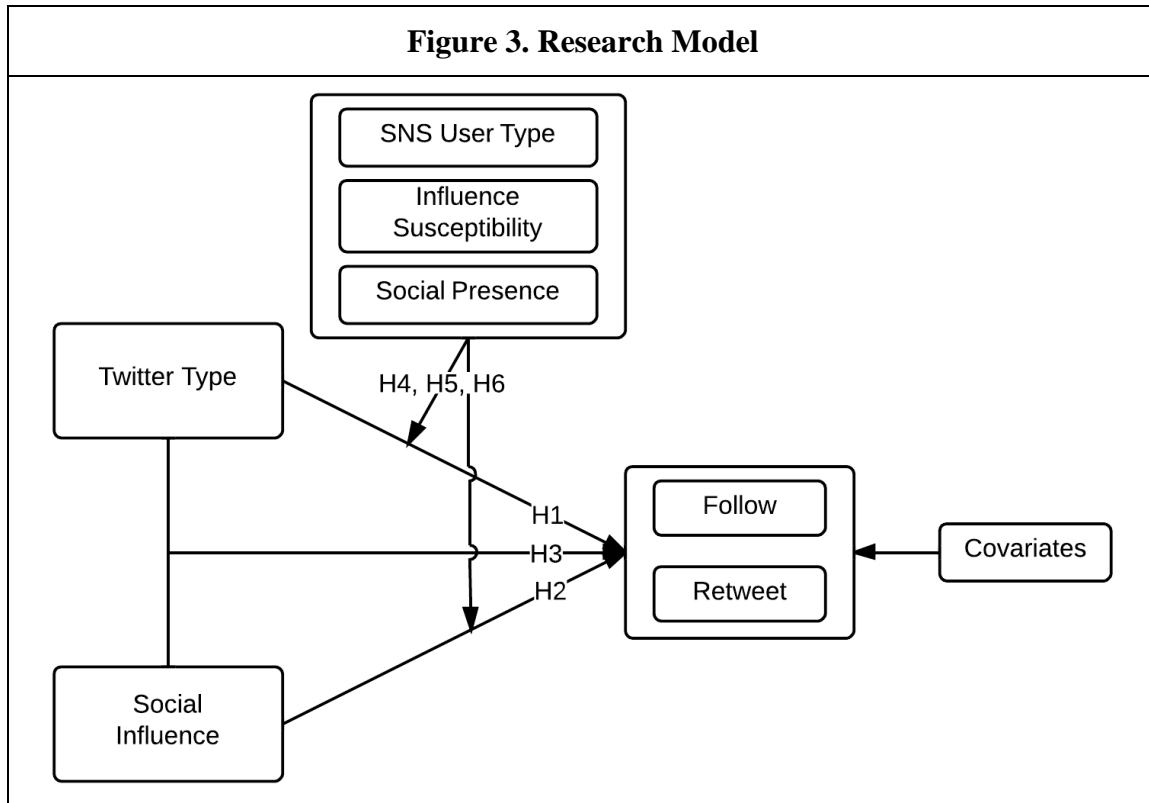 Figure 3. Research Model
SNS User Type
Influence
Susceptibility
Social Presence
Twitter Type
H4, H5, H6
H1
Follow
H3
Covariates
H2
Retweet
Social
Influence